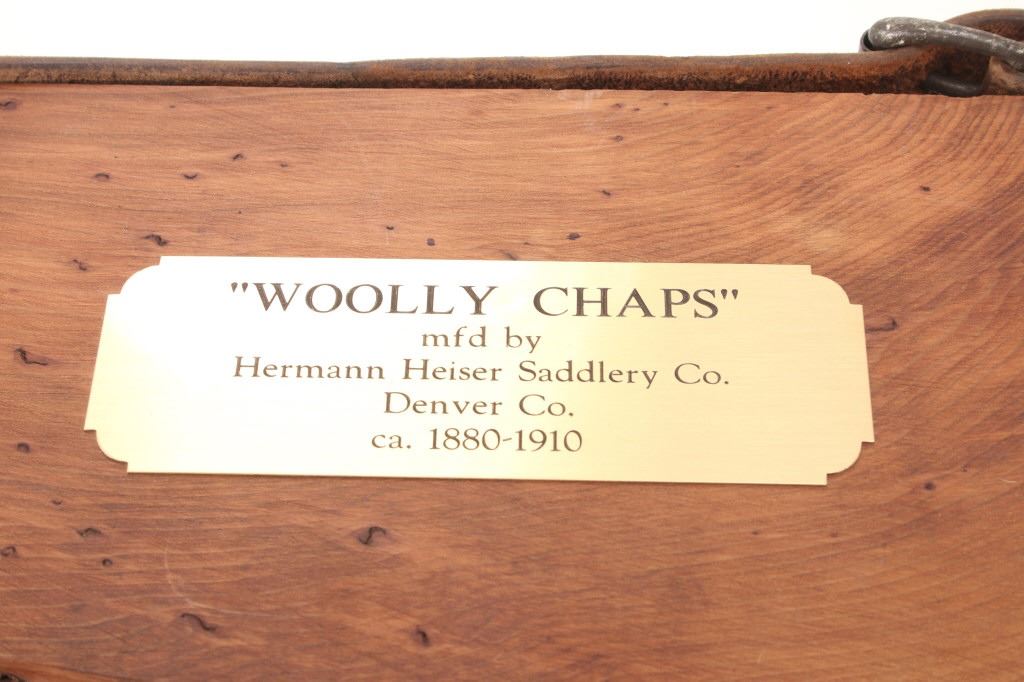 "WOOLLY CHAPS"
mfd by
Hermann Heiser Saddlery Co.
Denver Co.
ca. 1880-1910